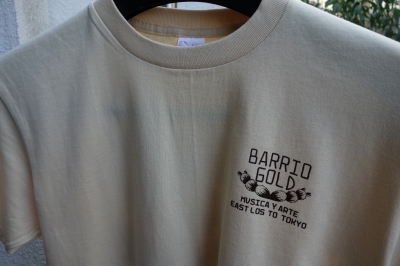 BARRIO
GOLD
MUSICA Y ARTE
EAST LOS TO TOKYO